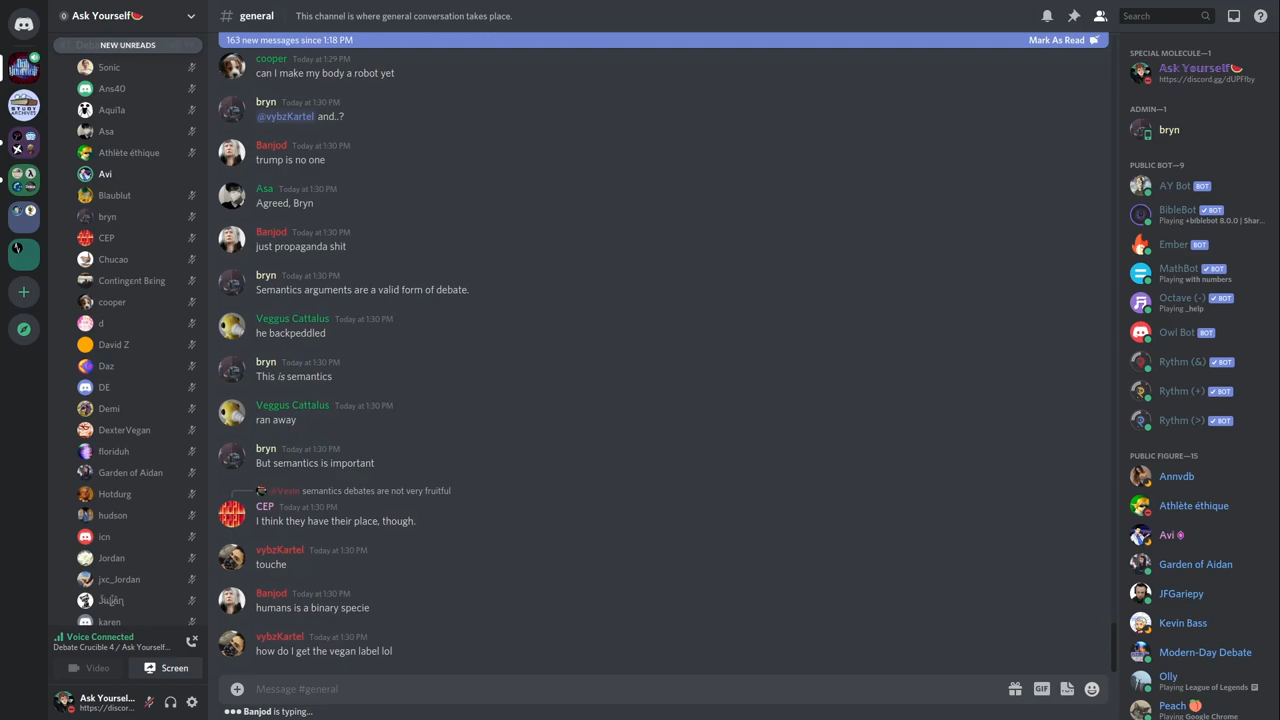 Ask Yourself🍉
general
This channel is where general conversation takes place.
Search
NEW UNREADS
Sonic
Ans40
Aqui1a
Asa
Athlète éthique
Avi
Blaublut
bryn
CEP
Chucao
Contingεnt Bεing
cooper
d
David Z
Daz
DE
Demi
DexterVegan
floriduh
Garden of Aidan
Hotdurg
hudson
icn
Jordan
jxc_Jordan
karen
Voice Connected
Debate Crucible 4 / Ask Yourself...
Video
Screen
Ask Yoursel...
https://discor...
163 new messages since 1:18 PM
Mark As Read
cooper Today at 1:29 PM
can I make my body a robot yet
bryn Today at 1:30 PM
@vybzKartel and..?
Banjod Today at 1:30 PM
trump is no one
Asa Today at 1:30 PM
Agreed, Bryn
Banjod Today at 1:30 PM
just propaganda shit
bryn Today at 1:30 PM
Semantics arguments are a valid form of debate.
Veggus Cattalus Today at 1:30 PM
he backpeddled
bryn Today at 1:30 PM
This is semantics
Veggus Cattalus Today at 1:30 PM
ran away
bryn Today at 1:30 PM
But semantics is important
semantics debates are not very fruitful
CEP Today at 1:30 PM
I think they have their place, though.
vybzKartel Today at 1:30 PM
touche
Banjod Today at 1:30 PM
humans is a binary specie
vybzKartel Today at 1:30 PM
how do I get the vegan label lol
Message #general
GIF
Banjod is typing...
SPECIAL MOLECULE—1
Ask Yourself🍉
https://discord.gg/dUPFfby
ADMIN—1
bryn
PUBLIC BOT—9
AY Bot BOT
BibleBot ✓ BOT
Playing +biblebot 8.0.0 | Shar...
Ember BOT
MathBot ✓ BOT
Playing with numbers
Octave (-) ✓ BOT
Playing _help
Owl Bot BOT
Rythm (&) ✓ BOT
Rythm (+) ✓ BOT
Rythm (>) ✓ BOT
PUBLIC FIGURE—15
Annvdb
Athlète éthique
Avi
Garden of Aidan
JFGariepy
Kevin Bass
Modern-Day Debate
Olly
Playing League of Legends
Peach 🍑
Playing Google Chrome